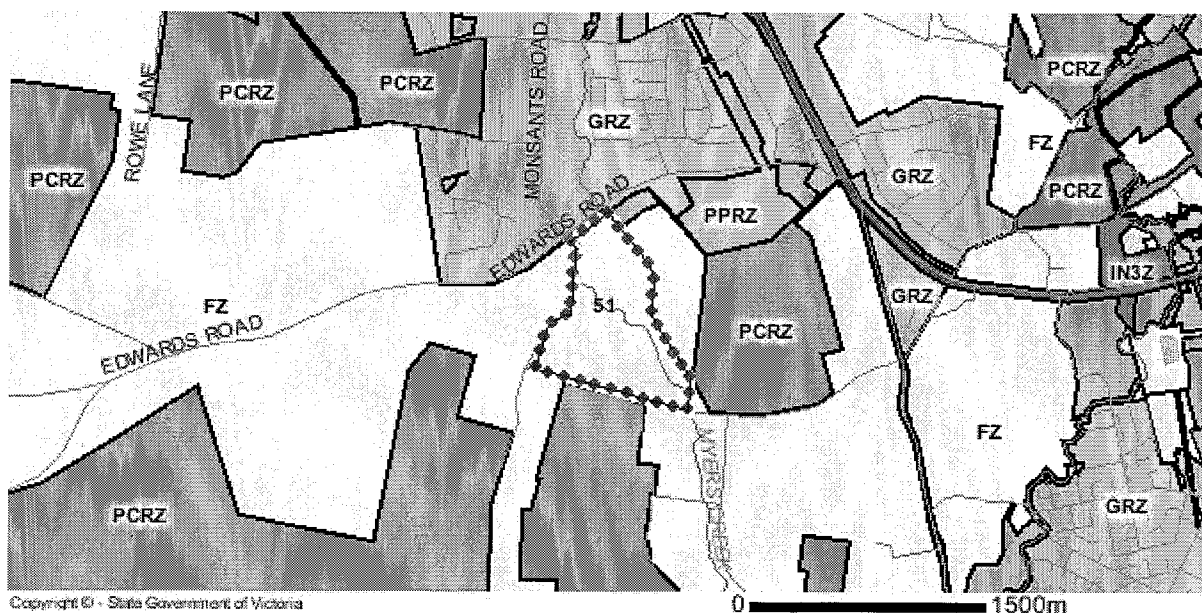 PCRZ
PCRZ
PCRZ
PCRZ
PCRZ
PCRZ
PCRZ
ROWE LANE
MONSANTS ROAD
GRZ
GRZ
GRZ
GRZ
FZ
FZ
FZ
PPRZ
IN3Z
EDWARDS ROAD
EDWARDS ROAD
51
Copyright © - State Government of Victoria
0 1500m